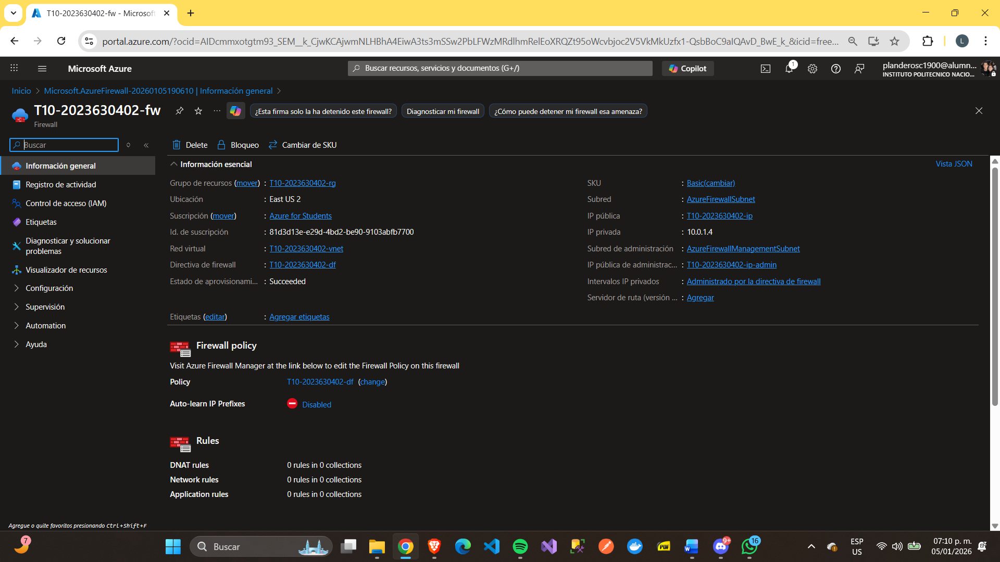 T10-2023630402-fw - Microsoft
portal.azure.com/?ocid=AIDcmmxotgtm93_SEM__k_CjwKCAjwmNLHBhA4EiwA3ts3mSSw2PbLFWzMRdlhmRelEoXRQZt95oWcvbjoc2V5VkMkUzfx1-QsbBoC9aIQAvD_BwE_k_&icid=free...
L
Microsoft Azure
Buscar recursos, servicios y documentos (G+/)
Copilot
1
planderosc1900@alumn...
INSTITUTO POLITECNICO NACIO...
Inicio > Microsoft.AzureFirewall-20260105190610 | Información general >
T10-2023630402-fw
Firewall
¿Esta firma solo la ha detenido este firewall?
Diagnosticar mi firewall
¿Cómo puede detener mi firewall esa amenaza?
Buscar
Delete
Bloqueo
Cambiar de SKU
Información general
Registro de actividad
Control de acceso (IAM)
Etiquetas
Diagnosticar y solucionar
problemas
Visualizador de recursos
Configuración
Supervisión
Automation
Ayuda
Agregue o quite favoritos presionando Ctrl+Shift+F
Información esencial
Vista JSON
Grupo de recursos (mover) : T10-2023630402-rg
Ubicación : East US 2
Suscripción (mover) : Azure for Students
Id. de suscripción : 81d3d13e-e29d-4bd2-be90-9103abfb7700
Red virtual : T10-2023630402-vnet
Directiva de firewall : T10-2023630402-df
Estado de aprovisionami... : Succeeded
SKU : Basic(cambiar)
Subred : AzureFirewallSubnet
IP pública : T10-2023630402-ip
IP privada : 10.0.1.4
Subred de administración : AzureFirewallManagementSubnet
IP pública de administrac... : T10-2023630402-ip-admin
Intervalos IP privados : Administrado por la directiva de firewall
Servidor de ruta (versión ... : Agregar
Etiquetas (editar) : Agregar etiquetas
Firewall policy
Visit Azure Firewall Manager at the link below to edit the Firewall Policy on this firewall
Policy T10-2023630402-df (change)
Auto-learn IP Prefixes Disabled
Rules
DNAT rules 0 rules in 0 collections
Network rules 0 rules in 0 collections
Application rules 0 rules in 0 collections
7
Buscar
PDF
9+
16
ESP
US
07:10 p. m.
05/01/2026